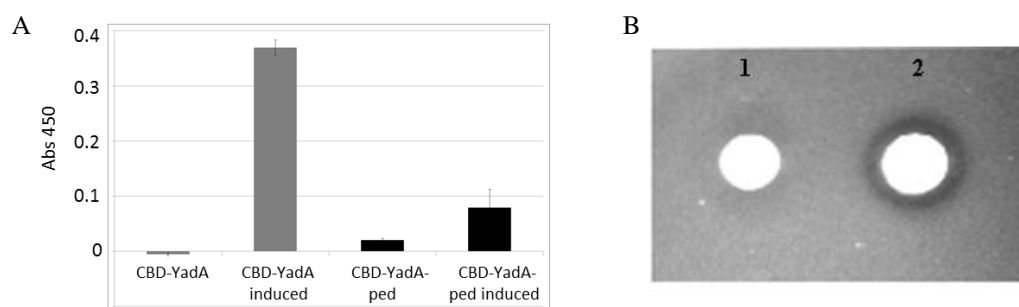 A
Abs 450
0.4
0.3
0.2
0.1
0
CBD-YadA
CBD-YadA
induced
CBD-YadA-
ped
CBD-YadA-
ped induced
B
1
2